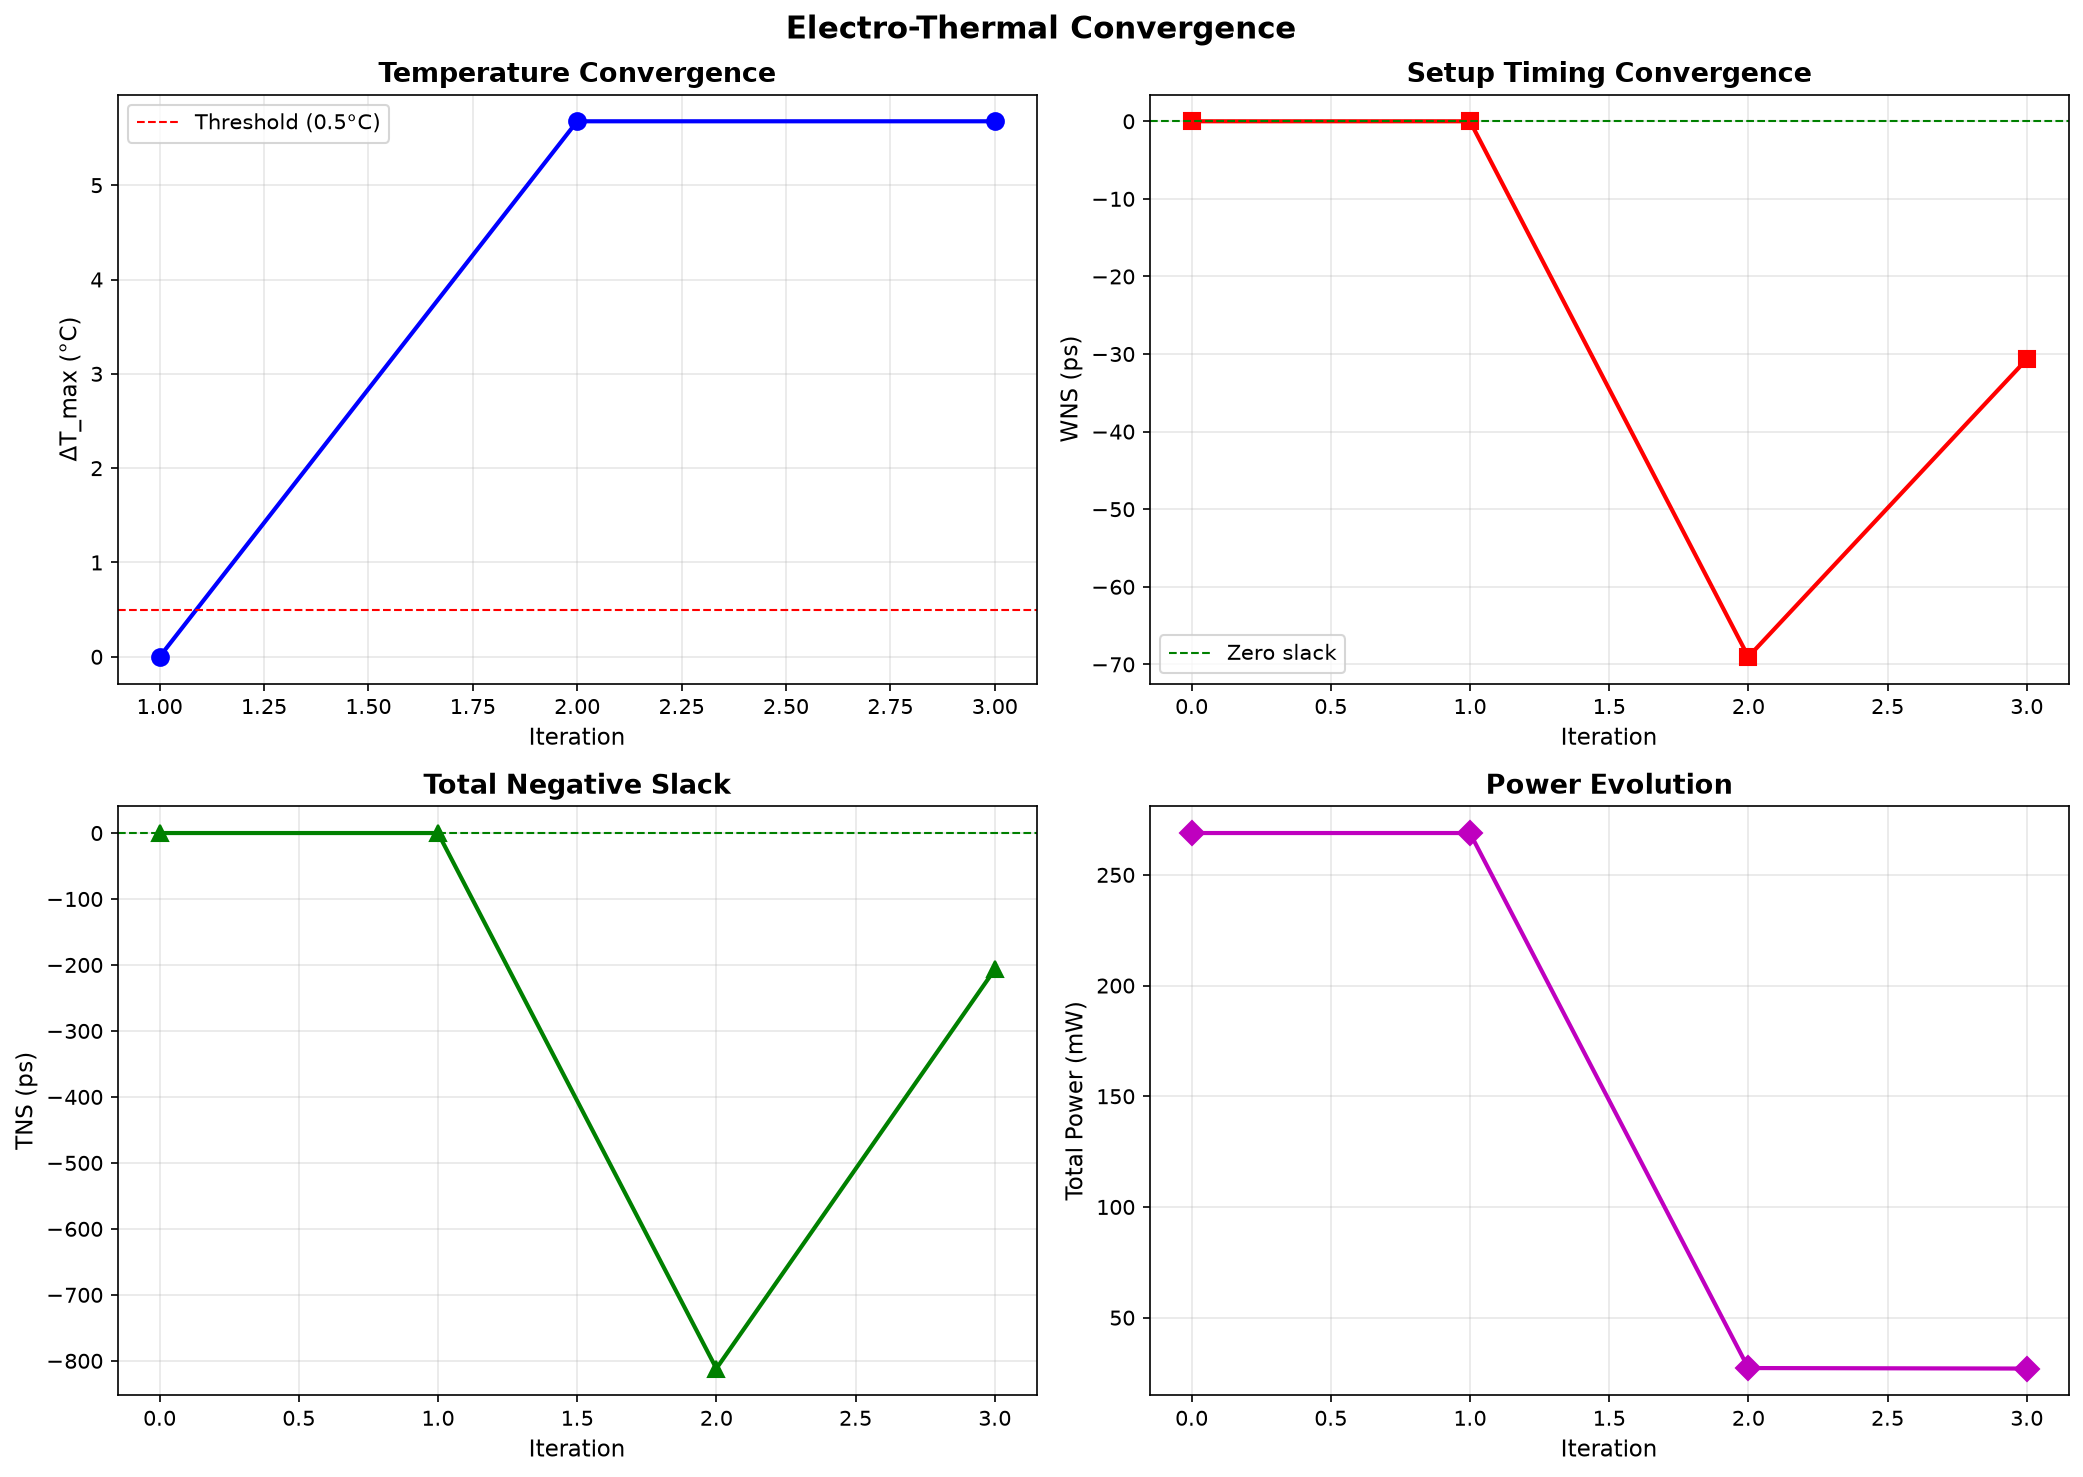 Electro-Thermal Convergence
Temperature Convergence
Threshold (0.5°C)
ΔT_max (°C)
5
4
3
2
1
0
1.00 1.25 1.50 1.75 2.00 2.25 2.50 2.75 3.00
Iteration
Setup Timing Convergence
WNS (ps)
0
−10
−20
−30
−40
−50
−60
−70
Zero slack
0.0 0.5 1.0 1.5 2.0 2.5 3.0
Iteration
Total Negative Slack
TNS (ps)
0
−100
−200
−300
−400
−500
−600
−700
−800
0.0 0.5 1.0 1.5 2.0 2.5 3.0
Iteration
Power Evolution
Total Power (mW)
250
200
150
100
50
0.0 0.5 1.0 1.5 2.0 2.5 3.0
Iteration